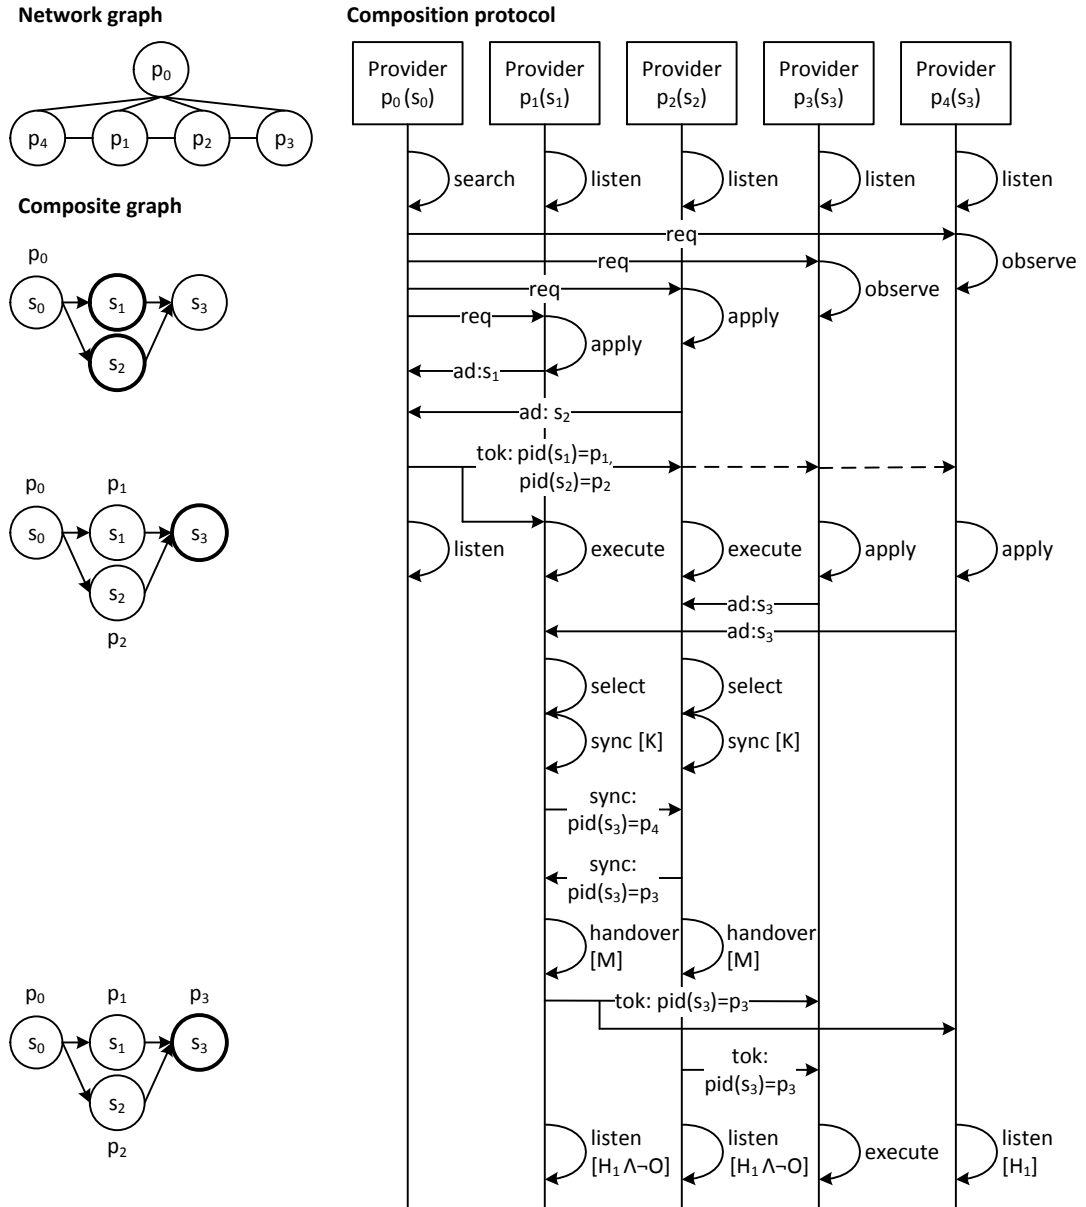 Network graph
p₀
p₄ p₁ p₂ p₃
Composite graph
p₀
s₀ s₁ s₃
s₂
p₀ p₁
s₀ s₁ s₃
s₂
p₂
p₀ p₁ p₃
s₀ s₁ s₃
s₂
p₂
Composition protocol
Provider
p₀ (s₀)
Provider
p₁(s₁)
Provider
p₂(s₂)
Provider
p₃(s₃)
Provider
p₄(s₃)
search listen listen listen listen
req
req
observe
req
observe
req
apply
apply
ad:s₁
ad: s₂
tok: pid(s₁)=p₁,
pid(s₂)=p₂
listen execute execute apply apply
ad:s₃
ad:s₃
select select
sync [K] sync [K]
sync:
pid(s₃)=p₄
sync:
pid(s₃)=p₃
handover
[M]
handover
[M]
tok: pid(s₃)=p₃
tok:
pid(s₃)=p₃
listen
[H₁ Λ¬O]
listen
[H₁ Λ¬O]
execute
listen
[H₁]